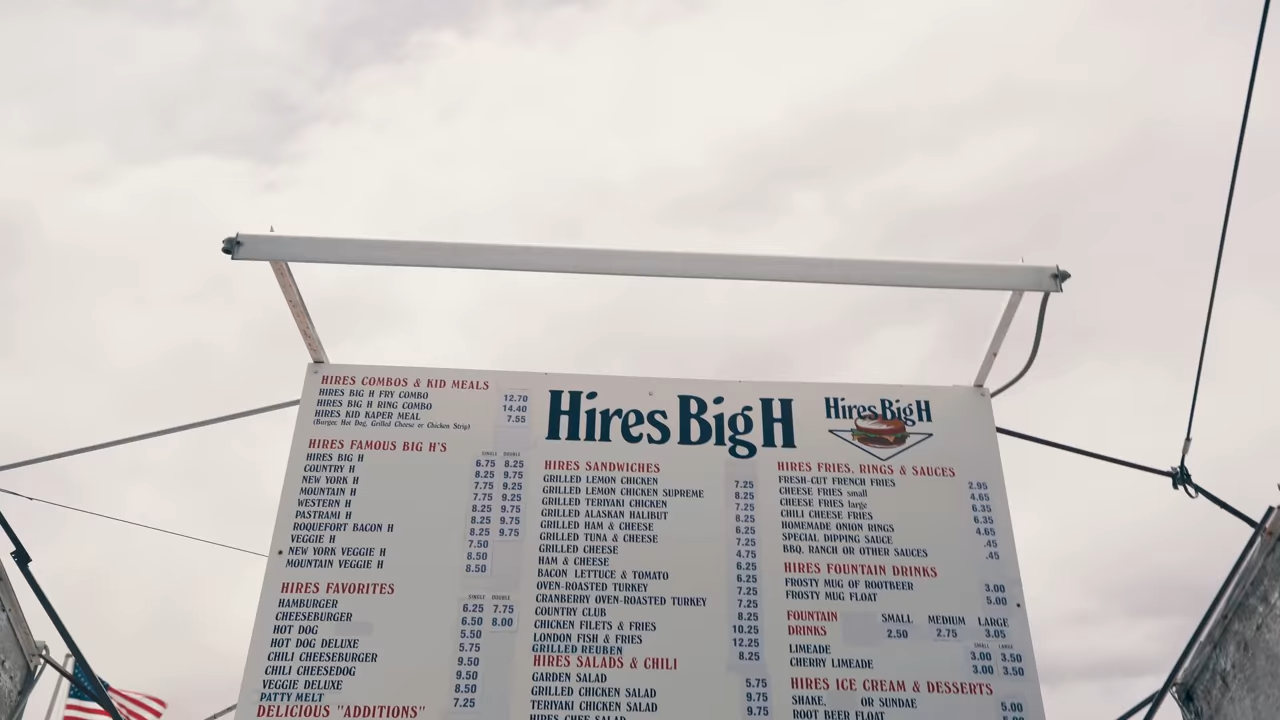 HIRES COMBOS & KID MEALS
HIRES BIG H FRY COMBO 12.70
HIRES BIG H RING COMBO 14.40
HIRES KID KAPER MEAL 7.55
(Burger, Hot Dog, Grilled Cheese or Chicken Strip)
HIRES FAMOUS BIG H'S
SINGLE DOUBLE
HIRES BIG H 6.75 8.25
COUNTRY H 8.25 9.75
NEW YORK H 7.75 9.25
MOUNTAIN H 7.75 9.25
WESTERN H 8.25 9.75
PASTRAMI H 8.25 9.75
ROQUEFORT BACON H 8.25 9.75
VEGGIE H 7.50
NEW YORK VEGGIE H 8.50
MOUNTAIN VEGGIE H 8.50
HIRES FAVORITES
SINGLE DOUBLE
HAMBURGER 6.25 7.75
CHEESEBURGER 6.50 8.00
HOT DOG 5.50
HOT DOG DELUXE 5.75
CHILI CHEESEBURGER 9.50
CHILI CHEESEDOG 9.50
VEGGIE DELUXE 8.50
PATTY MELT 7.25
DELICIOUS "ADDITIONS"
Hires Big H
HIRES SANDWICHES
GRILLED LEMON CHICKEN 7.25
GRILLED LEMON CHICKEN SUPREME 8.25
GRILLED TERIYAKI CHICKEN 7.25
GRILLED ALASKAN HALIBUT 8.25
GRILLED HAM & CHEESE 6.25
GRILLED TUNA & CHEESE 7.25
GRILLED CHEESE 4.75
HAM & CHEESE 6.25
BACON LETTUCE & TOMATO 6.25
OVEN-ROASTED TURKEY 7.25
CRANBERRY OVEN-ROASTED TURKEY 7.25
COUNTRY CLUB 8.25
CHICKEN FILETS & FRIES 10.25
LONDON FISH & FRIES 12.25
GRILLED REUBEN 8.25
HIRES SALADS & CHILI
GARDEN SALAD 5.75
GRILLED CHICKEN SALAD 9.75
TERIYAKI CHICKEN SALAD 9.75
HIRES CHEF SALAD
Hires Big H
HIRES FRIES, RINGS & SAUCES
FRESH-CUT FRENCH FRIES 2.95
CHEESE FRIES small 4.65
CHEESE FRIES large 6.35
CHILI CHEESE FRIES 6.35
HOMEMADE ONION RINGS 4.65
SPECIAL DIPPING SAUCE .45
BBQ, RANCH OR OTHER SAUCES .45
HIRES FOUNTAIN DRINKS
FROSTY MUG OF ROOTBEER 3.00
FROSTY MUG FLOAT 5.00
FOUNTAIN SMALL MEDIUM LARGE
DRINKS 2.50 2.75 3.05
SMALL LARGE
LIMEADE 3.00 3.50
CHERRY LIMEADE 3.00 3.50
HIRES ICE CREAM & DESSERTS
SHAKE, OR SUNDAE 5.00
ROOT BEER FLOAT